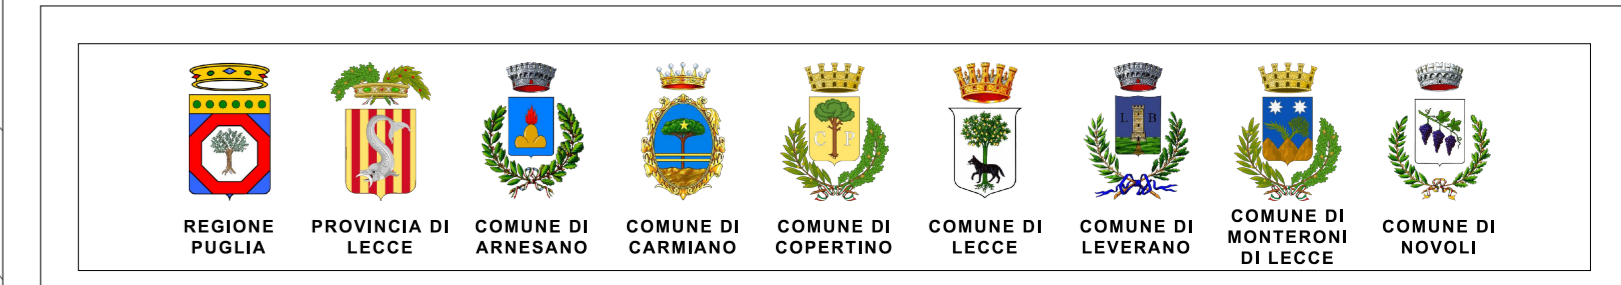 C P
L B
REGIONE
PUGLIA
PROVINCIA DI
LECCE
COMUNE DI
ARNESANO
COMUNE DI
CARMIANO
COMUNE DI
COPERTINO
COMUNE DI
LECCE
COMUNE DI
LEVERANO
COMUNE DI
MONTERONI
DI LECCE
COMUNE DI
NOVOLI